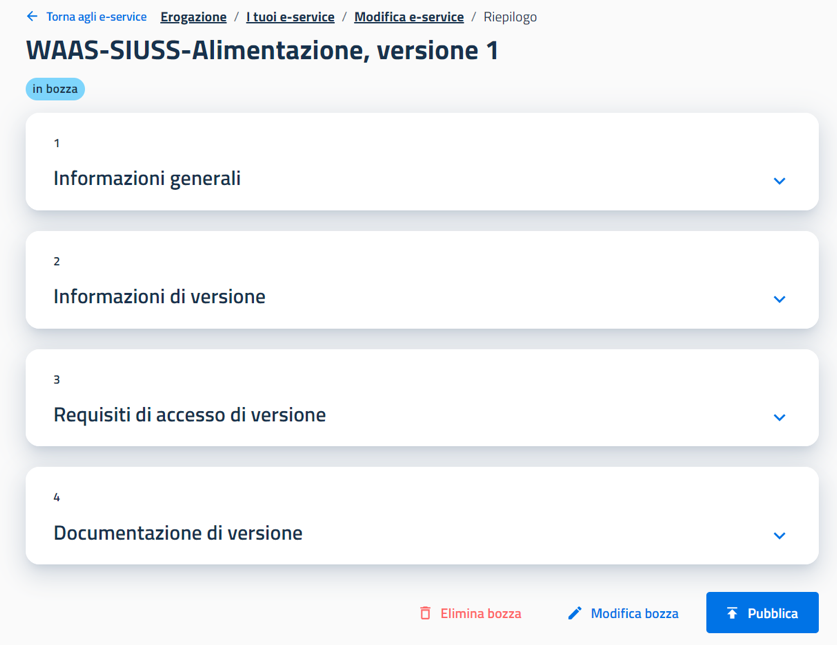 Torna agli e-service Erogazione / I tuoi e-service / Modifica e-service / Riepilogo
WAAS-SIUSS-Alimentazione, versione 1
in bozza
1
Informazioni generali
2
Informazioni di versione
3
Requisiti di accesso di versione
4
Documentazione di versione
Elimina bozza Modifica bozza Pubblica